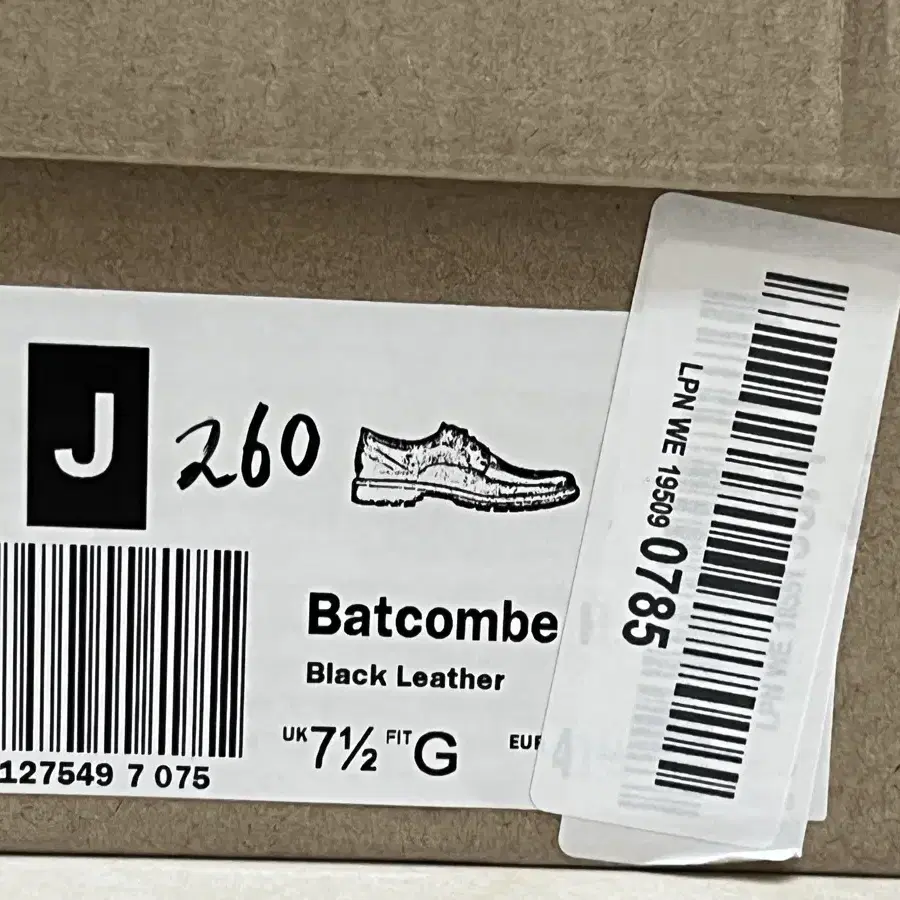 J
260
Batcombe
Black Leather
UK 7½ FIT G
EUR
127549 7 075
LPN WE 19509 0785